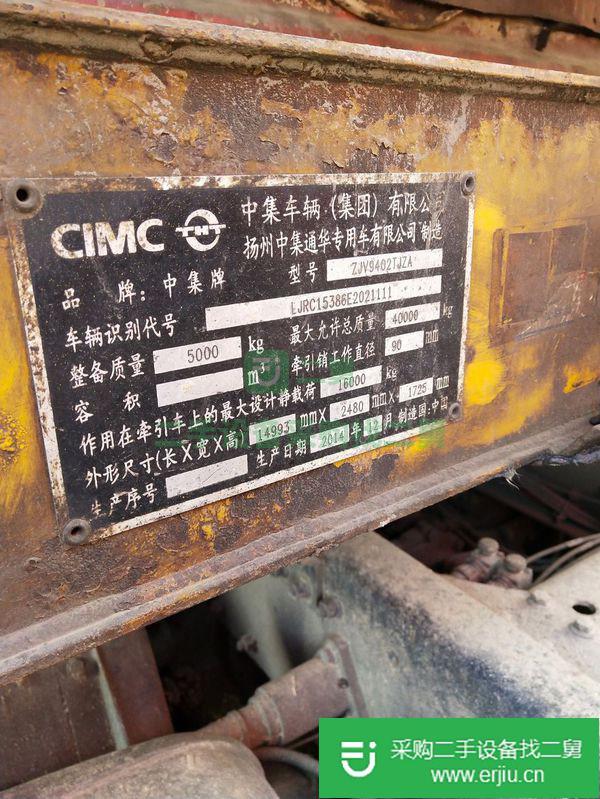 CIMC THT 中集车辆(集团)有限公司
扬州中集通华专用车有限公司 制造
品 牌: 中集牌 型号 ZJV9402TJZA
车辆识别代号 LJRC15386E2021111
整备质量 5000 kg 最大允许总质量 40000 kg
容 积 m³ 牵引销工作直径 90 mm
作用在牵引车上的最大设计静载荷 16000 kg
外形尺寸(长X宽X高) 14993 mmX 2480 mmX 1725 mm
生产序号 生产日期 2014 年 12 月 制造国:中国
采购二手设备找二舅
www.erjiu.cn